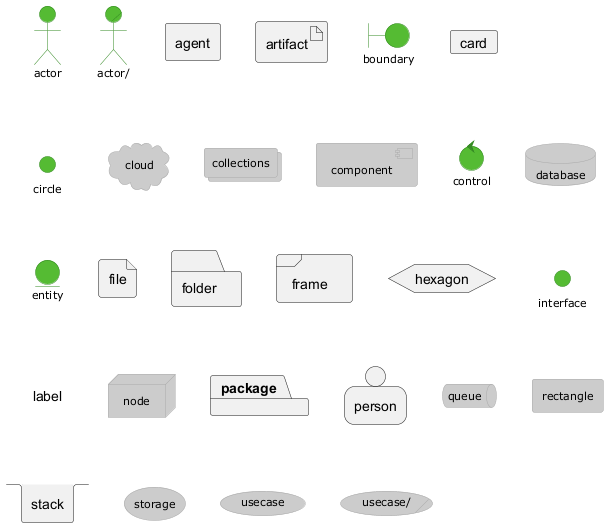 actor
actor/
agent
artifact
boundary
card
circle
cloud
collections
component
control
database
entity
file
folder
frame
hexagon
interface
label
node
package
person
queue
rectangle
stack
storage
usecase
usecase/